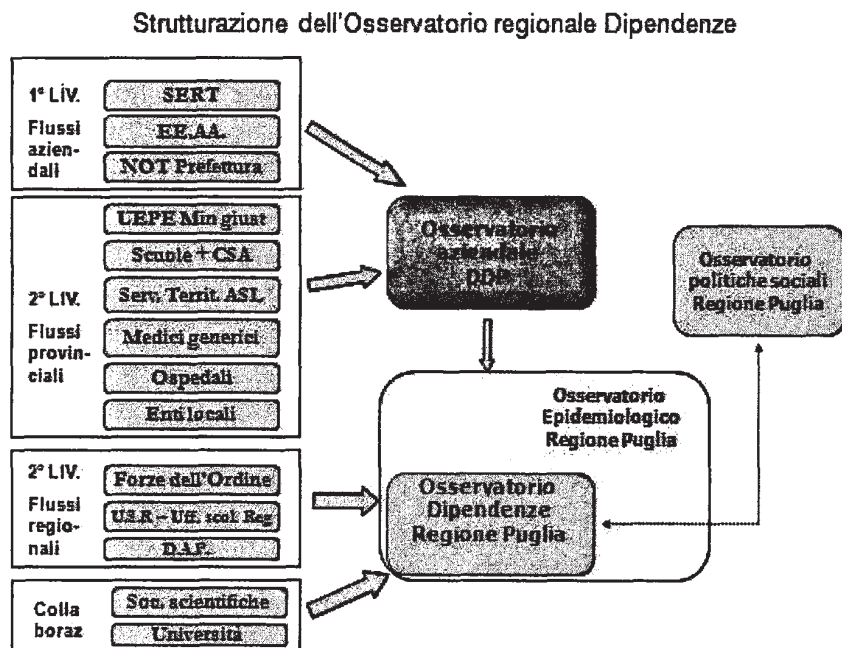 Strutturazione dell'Osservatorio regionale Dipendenze
1° LIV.
Flussi
azien-
dali
SERT
EE.AA.
NOT Prefettura
2° LIV.
Flussi
provin-
ciali
UEPE Min giust
Scuole + CSA
Serv. Territ. ASL
Medici generici
Ospedali
Enti locali
2° LIV.
Flussi
regio-
nali
Forze dell'Ordine
U.S.R - Uff. scol. Reg
D.A.P.
Colla
boraz
Soc. scientifiche
Università
Osservatorio
aziendale
DDP
Osservatorio
politiche sociali
Regione Puglia
Osservatorio
Epidemiologico
Regione Puglia
Osservatorio
Dipendenze
Regione Puglia